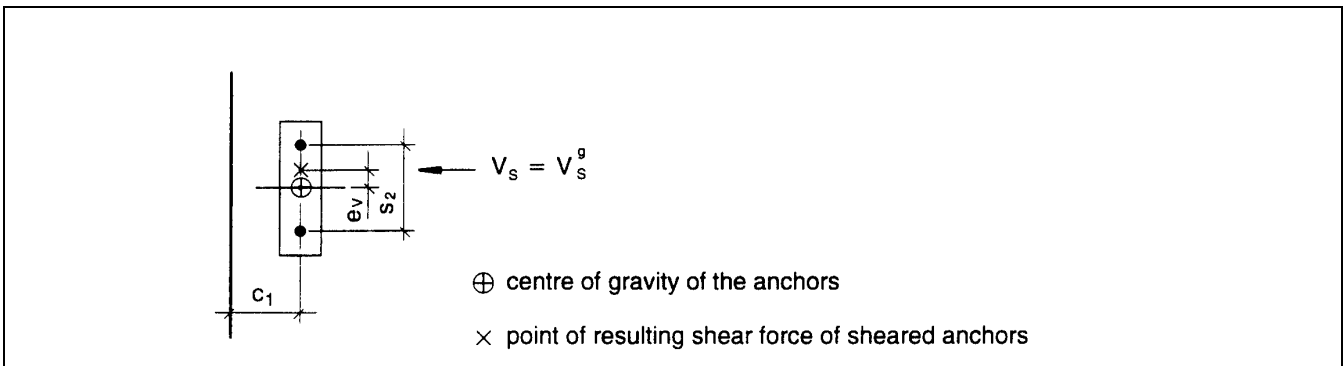 V_S = V_S^g
e_V
s_2
c_1
⊕ centre of gravity of the anchors
× point of resulting shear force of sheared anchors